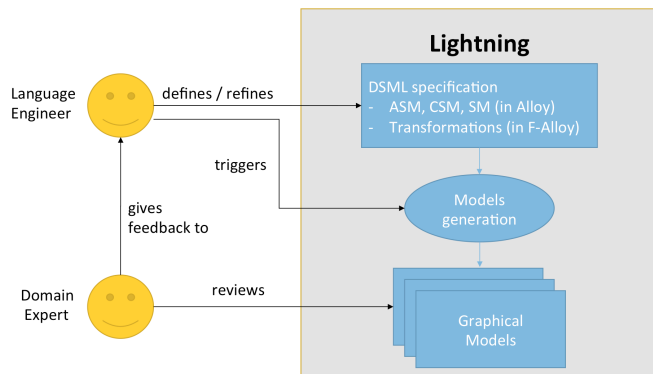 Lightning
Language
Engineer
defines / refines
DSML specification
- ASM, CSM, SM (in Alloy)
- Transformations (in F-Alloy)
triggers
Models
generation
gives
feedback to
Domain
Expert
reviews
Graphical
Models